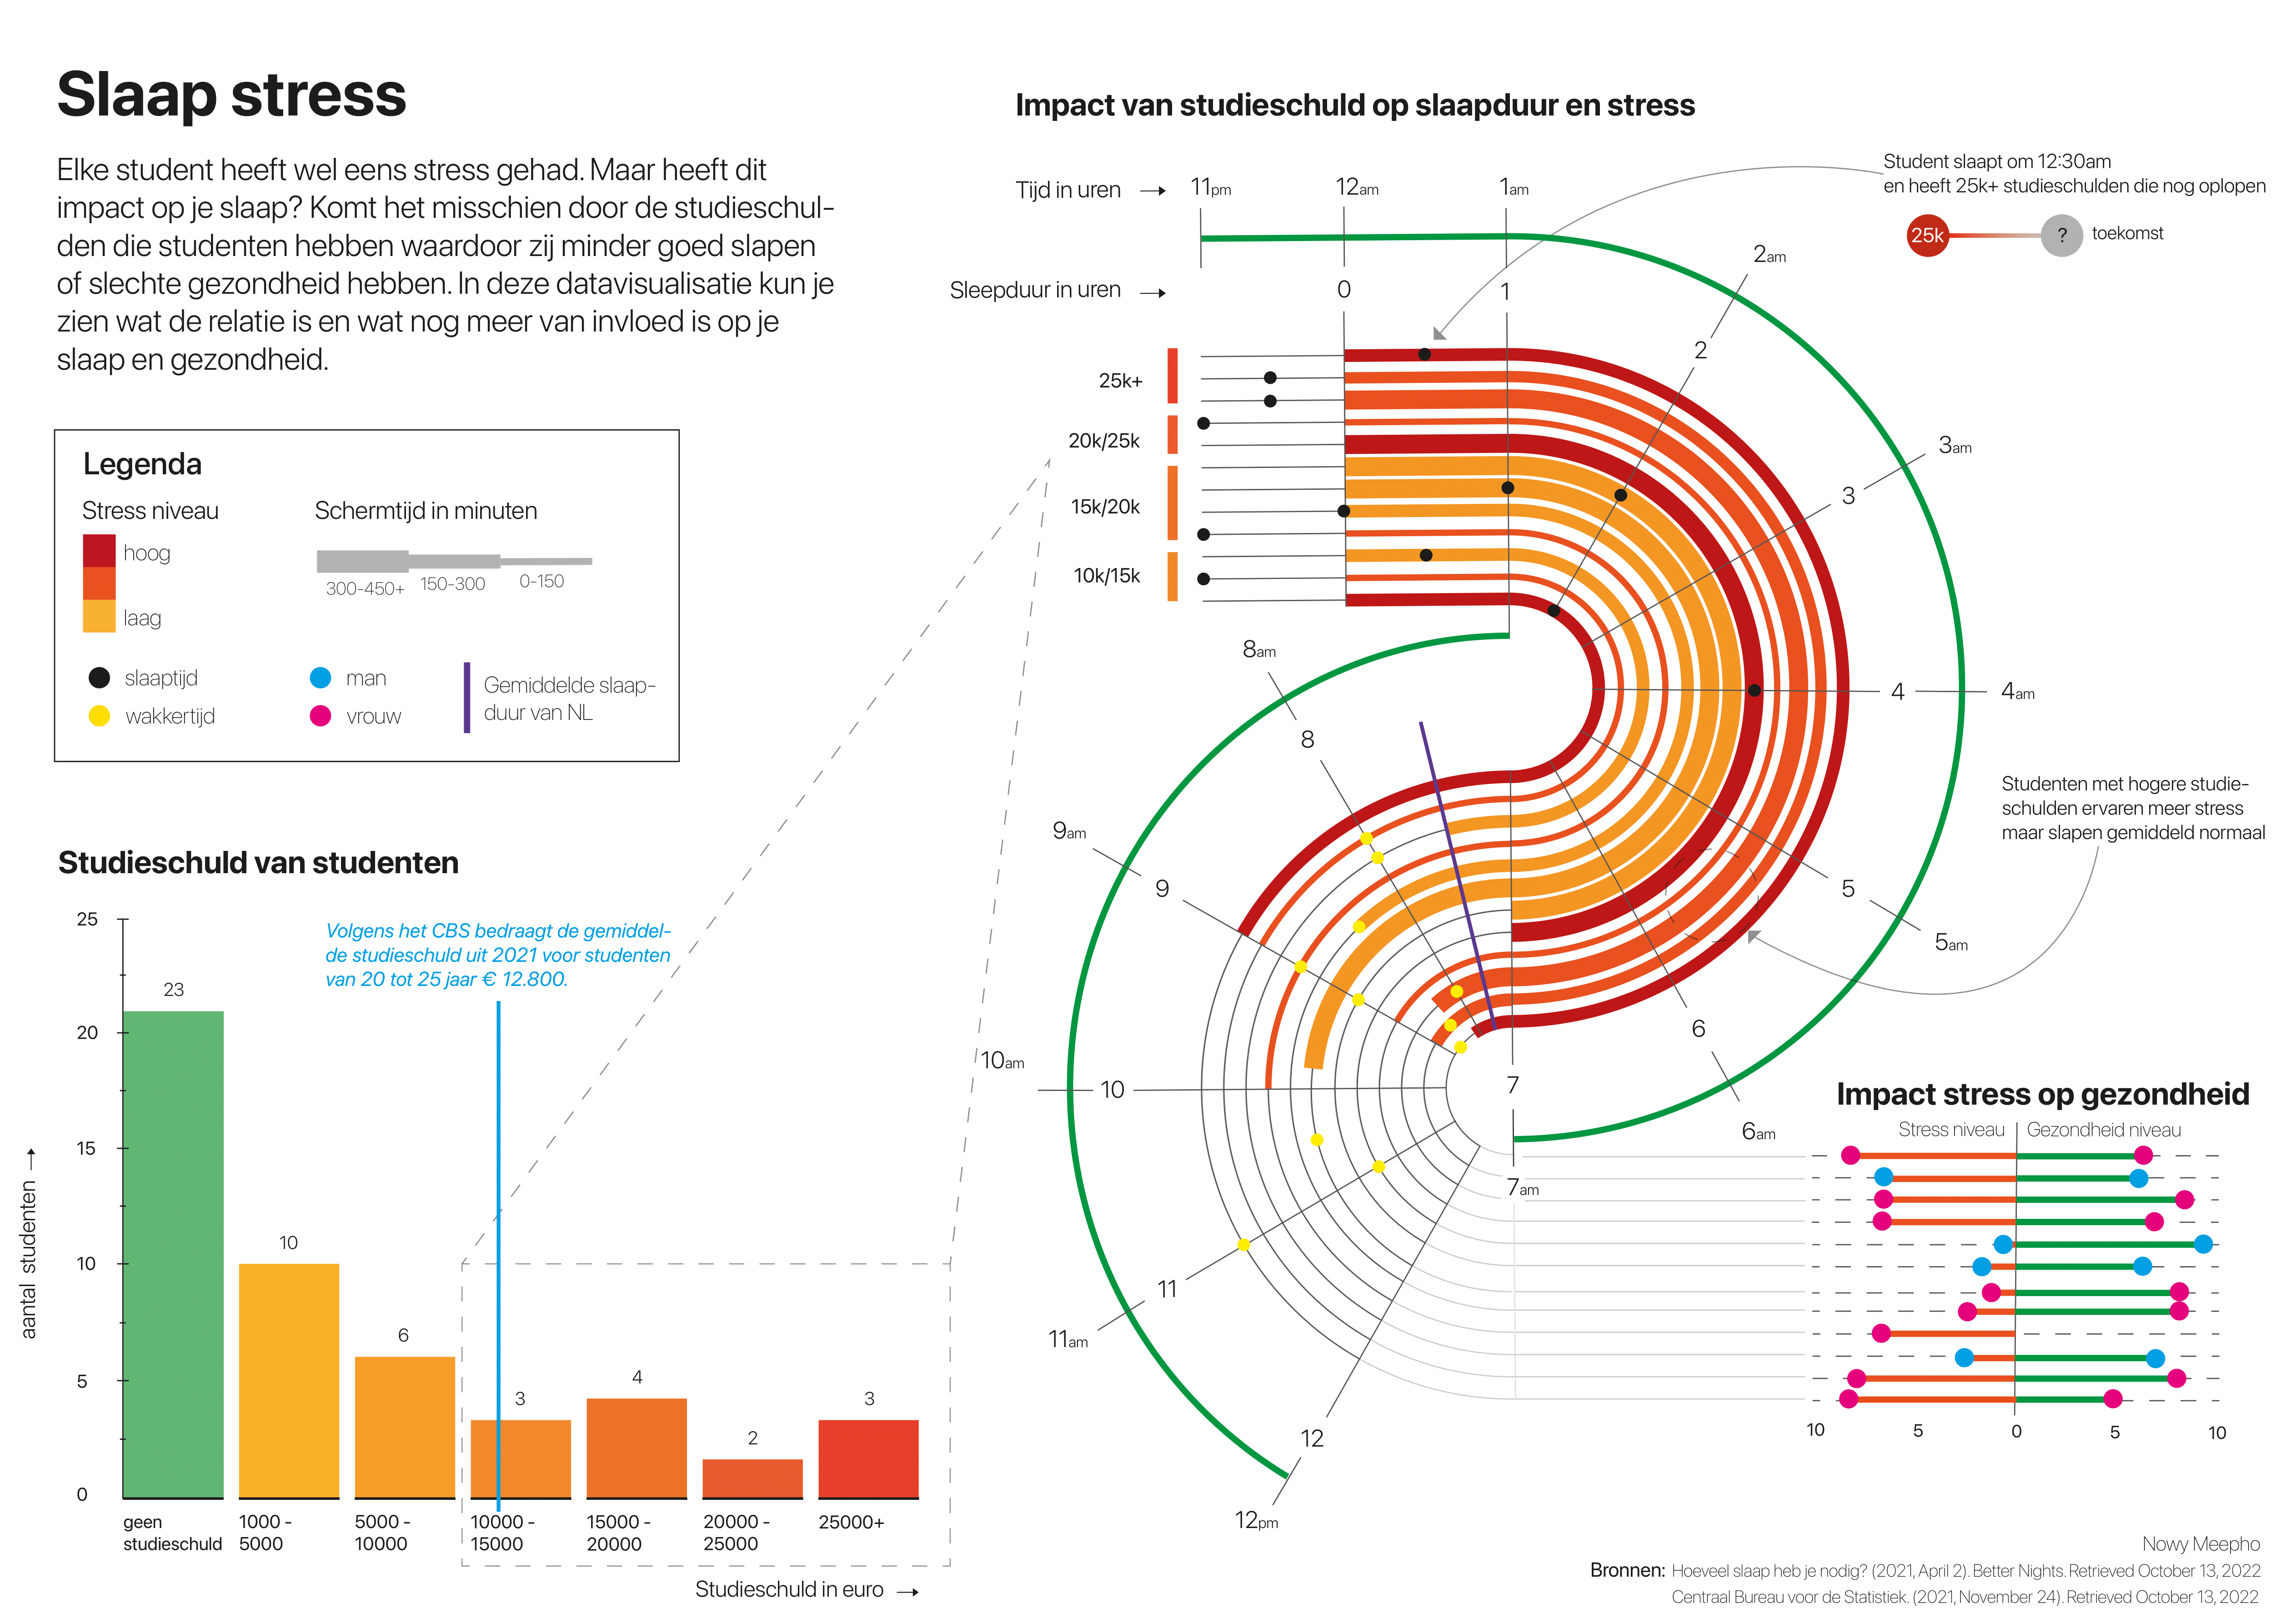 Slaap stress
Elke student heeft wel eens stress gehad. Maar heeft dit
impact op je slaap? Komt het misschien door de studieschul-
den die studenten hebben waardoor zij minder goed slapen
of slechte gezondheid hebben. In deze datavisualisatie kun je
zien wat de relatie is en wat nog meer van invloed is op je
slaap en gezondheid.
Legenda
Stress niveau
hoog
laag
Schermtijd in minuten
300-450+ 150-300 0-150
slaaptijd
wakkertijd
man
vrouw
Gemiddelde slaap-
duur van NL
Studieschuld van studenten
Volgens het CBS bedraagt de gemiddel-
de studieschuld uit 2021 voor studenten
van 20 tot 25 jaar € 12.800.
25
20
15
10
5
0
aantal studenten
23
10
6
3
4
2
3
geen
studieschuld
1000 -
5000
5000 -
10000
10000 -
15000
15000 -
20000
20000 -
25000
25000+
Studieschuld in euro
Impact van studieschuld op slaapduur en stress
Tijd in uren
11pm
12am
1am
2am
3am
4am
5am
6am
7am
8am
9am
10am
11am
12pm
Sleepduur in uren
0
1
2
3
4
5
6
7
8
9
10
11
12
25k+
20k/25k
15k/20k
10k/15k
Student slaapt om 12:30am
en heeft 25k+ studieschulden die nog oplopen
25k
?
toekomst
Studenten met hogere studie-
schulden ervaren meer stress
maar slapen gemiddeld normaal
Impact stress op gezondheid
Stress niveau Gezondheid niveau
10 5 0 5 10
Nowy Meepho
Bronnen: Hoeveel slaap heb je nodig? (2021, April 2). Better Nights. Retrieved October 13, 2022
Centraal Bureau voor de Statistiek. (2021, November 24). Retrieved October 13, 2022